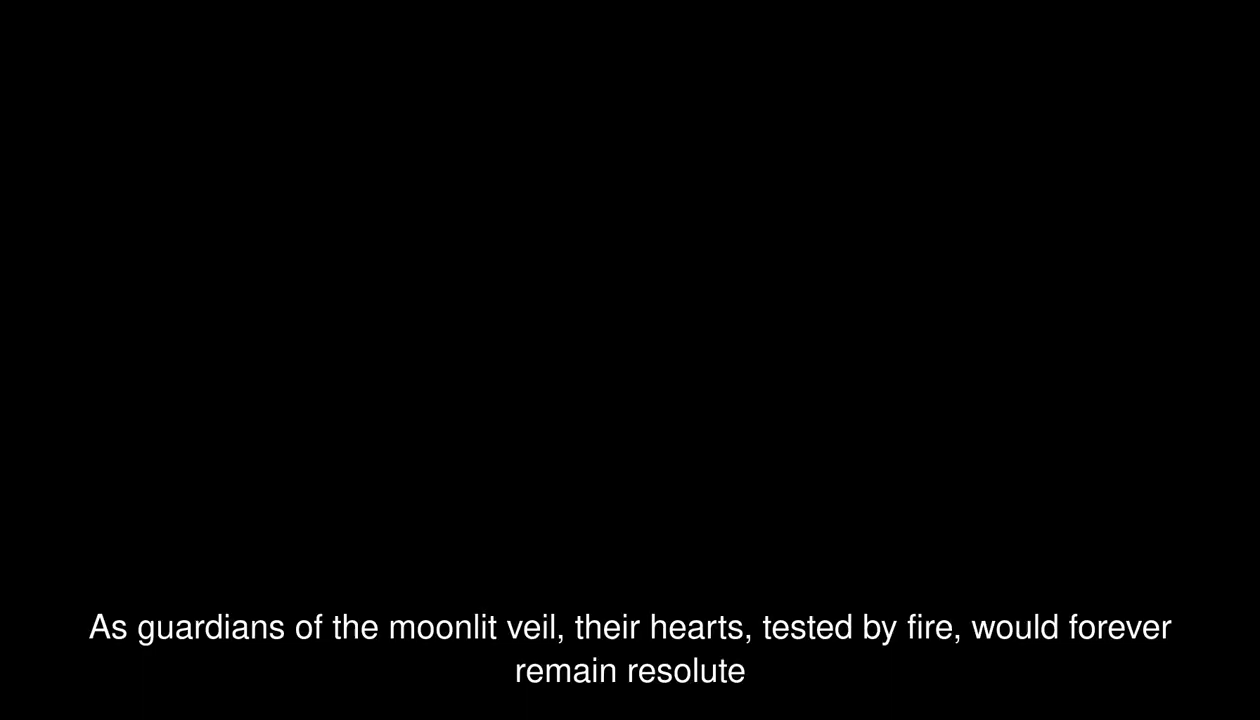 As guardians of the moonlit veil, their hearts, tested by fire, would forever
remain resolute